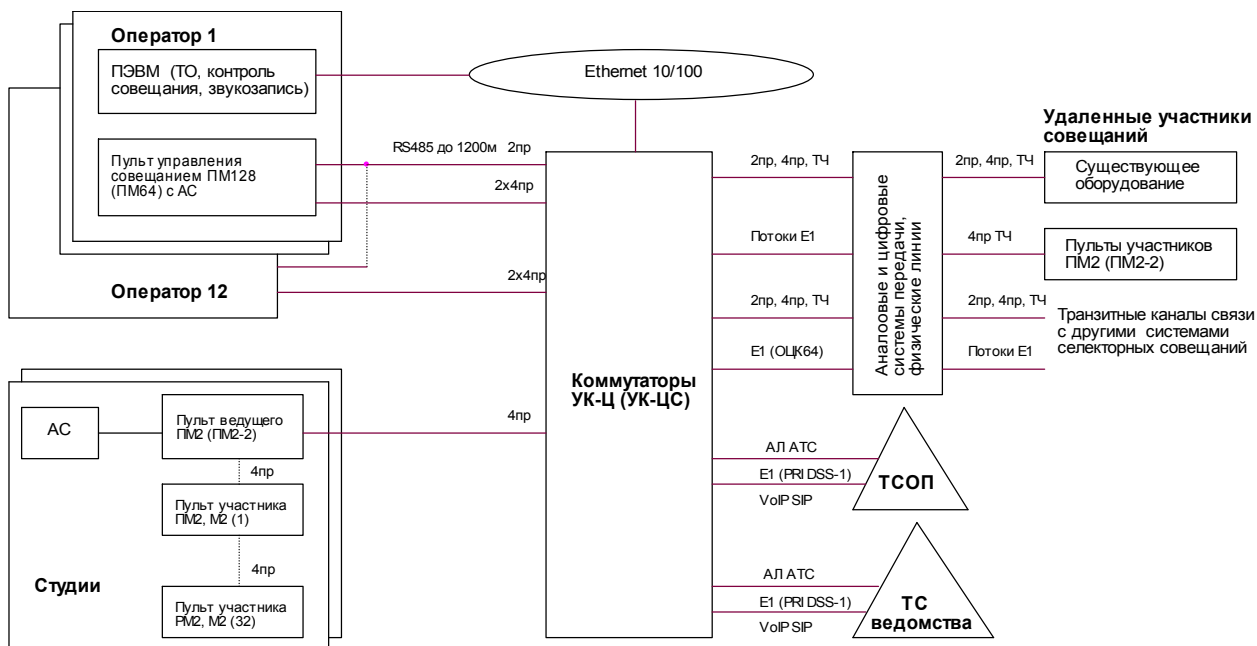 Оператор 1
ПЭВМ (ТО, контроль
совещания, звукозапись)
Пульт управления
совещанием ПМ128
(ПМ64) с АС
Оператор 12
Ethernet 10/100
RS485 до 1200м 2пр
2х4пр
2х4пр
АС
Пульт ведущего
ПМ2 (ПМ2-2)
4пр
Пульт участника
ПМ2, М2 (1)
4пр
Пульт участника
РМ2, М2 (32)
Студии
4пр
Коммутаторы
УК-Ц (УК-ЦС)
2пр, 4пр, ТЧ
Потоки Е1
2пр, 4пр, ТЧ
Е1 (ОЦК64)
Аналоовые и цифровые
системы передачи,
физические линии
2пр, 4пр, ТЧ
4пр ТЧ
2пр, 4пр, ТЧ
Потоки Е1
Удаленные участники
совещаний
Существующее
оборудование
Пульты участников
ПМ2 (ПМ2-2)
Транзитные каналы связи
с другими системами
селекторных совещаний
АЛ АТС
Е1 (PRI DSS-1)
VoIP SIP
ТСОП
АЛ АТС
Е1 (PRI DSS-1)
VoIP SIP
ТС
ведомства